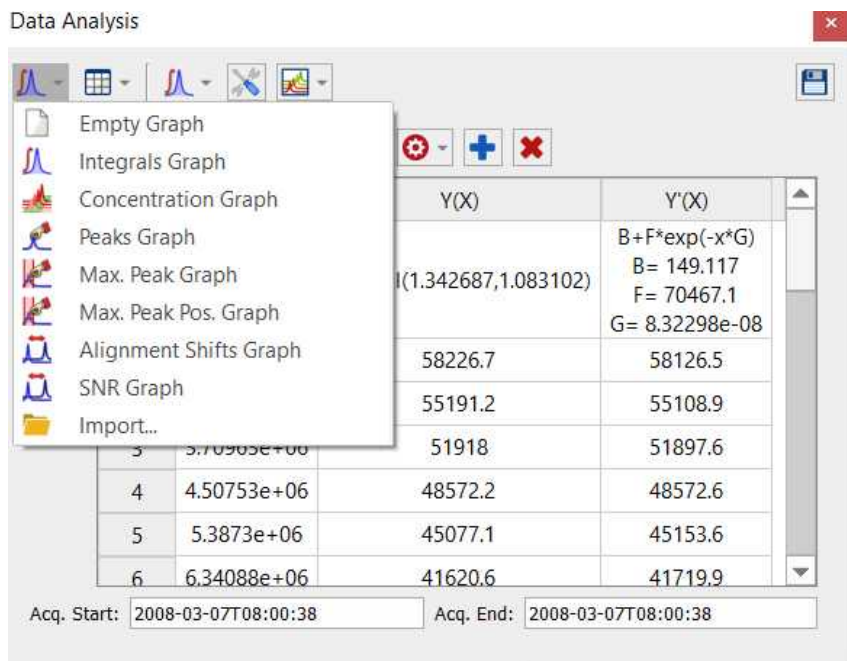 Data Analysis
Empty Graph
Integrals Graph
Concentration Graph
Peaks Graph
Max. Peak Graph
Max. Peak Pos. Graph
Alignment Shifts Graph
SNR Graph
Import...
Y(X) Y'(X)
I(1.342687,1.083102)
B+F*exp(-x*G)
B= 149.117
F= 70467.1
G= 8.32298e-08
58226.7 58126.5
55191.2 55108.9
3 51918 51897.6
4 4.50753e+06 48572.2 48572.6
5 5.3873e+06 45077.1 45153.6
6 6.34088e+06 41620.6 41719.9
Acq. Start: 2008-03-07T08:00:38 Acq. End: 2008-03-07T08:00:38